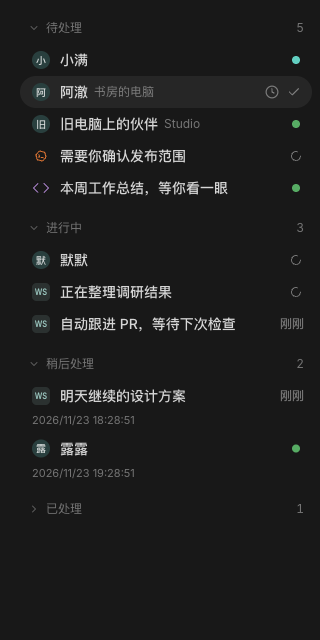 待处理 5
小 小满
阿 阿澈 书房的电脑
旧 旧电脑上的伙伴 Studio
需要你确认发布范围
本周工作总结，等你看一眼
进行中 3
默 默默
WS 正在整理调研结果
WS 自动跟进 PR，等待下次检查 刚刚
稍后处理 2
WS 明天继续的设计方案 刚刚
2026/11/23 18:28:51
露 露露
2026/11/23 19:28:51
已处理 1